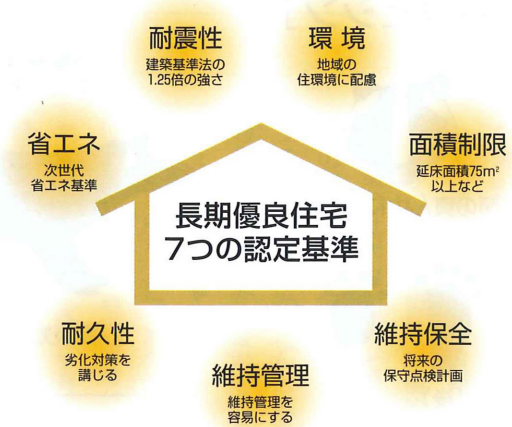 耐震性
建築基準法の
1.25倍の強さ
環 境
地域の
住環境に配慮
省エネ
次世代
省エネ基準
面積制限
延床面積75m²
以上など
長期優良住宅
7つの認定基準
耐久性
劣化対策を
講じる
維持管理
維持管理を
容易にする
維持保全
将来の
保守点検計画